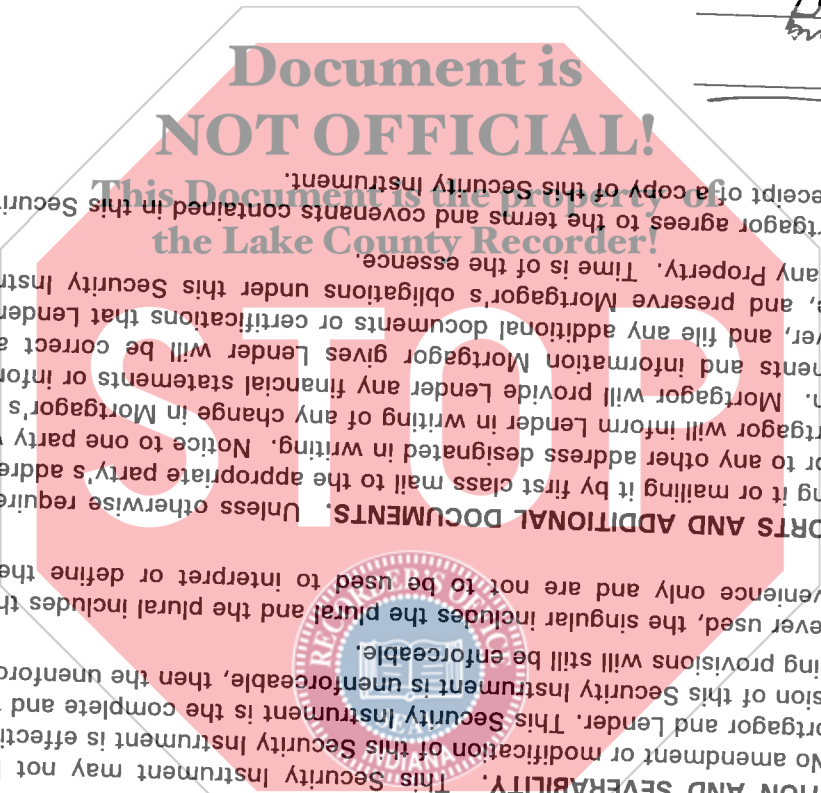 Document is
NOT OFFICIAL!
This Document is the property of
the Lake County Recorder!
STOP
RECORDER'S OFFICE
SEAL
INDIANA
TION AND SEVERABILITY. This Security Instrument may not
No amendment or modification of this Security Instrument is effecti
ortgagor and Lender. This Security Instrument is the complete and
sion of this Security Instrument is unenforceable, then the unenforc
ing provisions will still be enforceable.
ever used, the singular includes the plural and the plural includes th
venience only and are not to be used to interpret or define the
ORTS AND ADDITIONAL DOCUMENTS. Unless otherwise require
ng it or mailing it by first class mail to the appropriate party's addre
or to any other address designated in writing. Notice to one party
rtgagor will inform Lender in writing of any change in Mortgagor's
n. Mortgagor will provide Lender any financial statements or infor
ments and information Mortgagor gives Lender will be correct a
ver, and file any additional documents or certifications that Lender
e, and preserve Mortgagor's obligations under this Security Instr
any Property. Time is of the essence.
rtgagor agrees to the terms and covenants contained in this Securi
receipt of a copy of this Security Instrument.